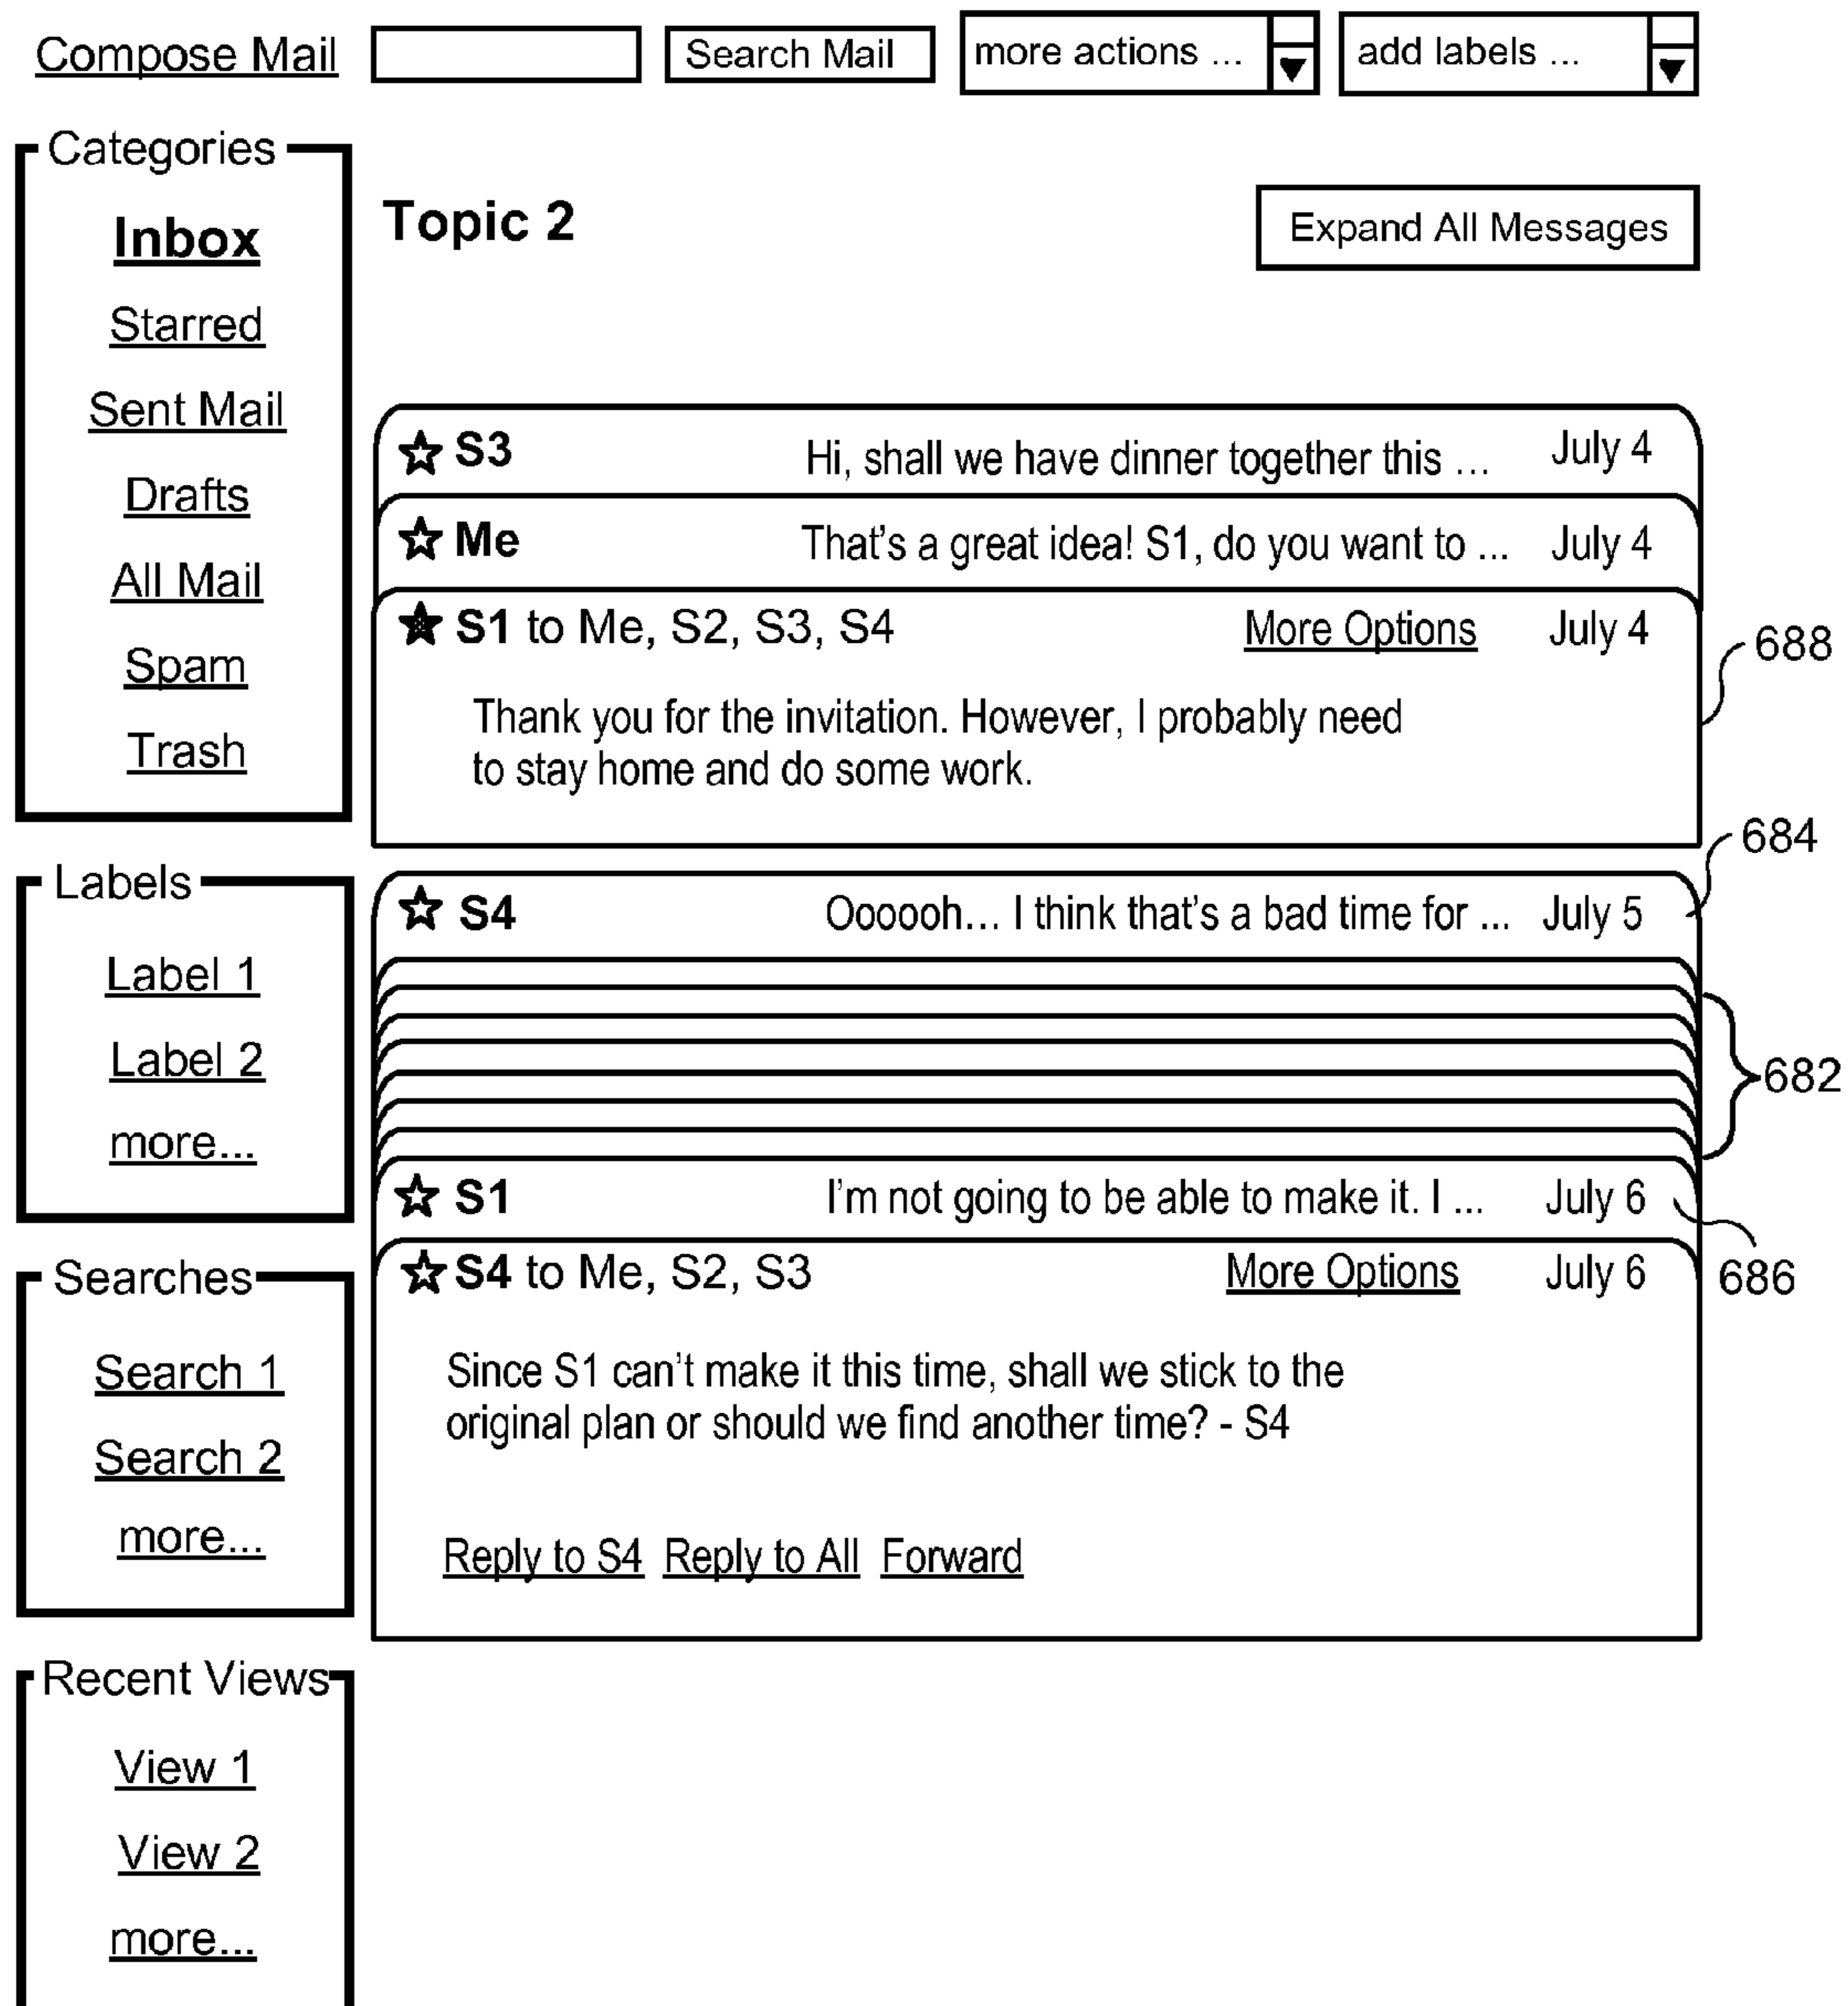 Compose Mail
Search Mail
more actions ...
add labels ...
Categories
Inbox
Starred
Sent Mail
Drafts
All Mail
Spam
Trash
Labels
Label 1
Label 2
more...
Searches
Search 1
Search 2
more...
Recent Views
View 1
View 2
more...
Topic 2
Expand All Messages
S3 Hi, shall we have dinner together this ... July 4
Me That's a great idea! S1, do you want to ... July 4
S1 to Me, S2, S3, S4 More Options July 4
Thank you for the invitation. However, I probably need
to stay home and do some work.
688
684
S4 Oooooh... I think that's a bad time for ... July 5
682
S1 I'm not going to be able to make it. I ... July 6
686
S4 to Me, S2, S3 More Options July 6
Since S1 can't make it this time, shall we stick to the
original plan or should we find another time? - S4
Reply to S4 Reply to All Forward